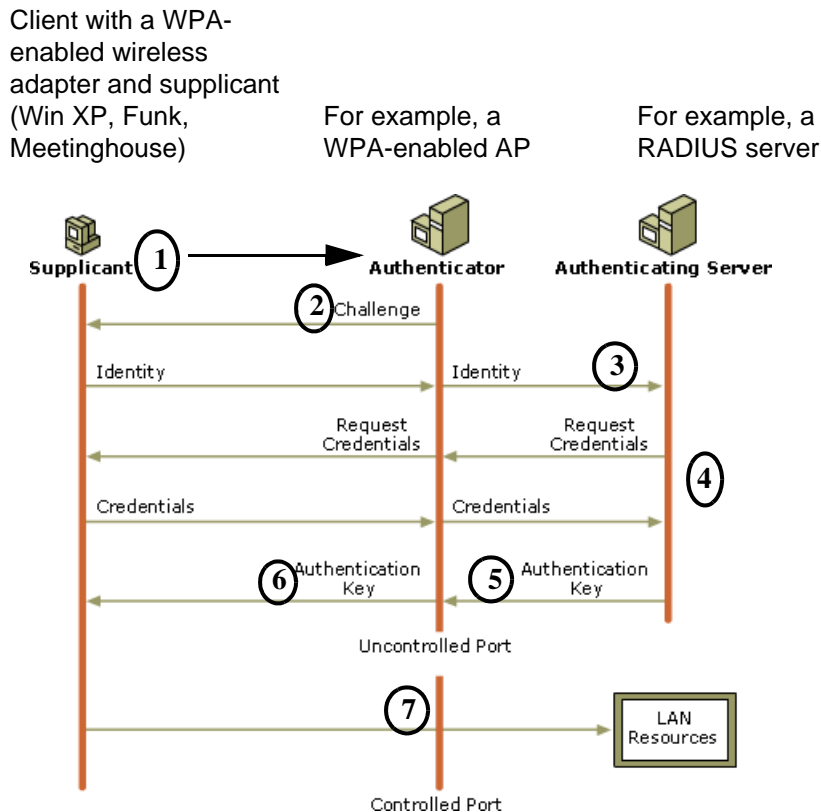 Client with a WPA-
enabled wireless
adapter and supplicant
(Win XP, Funk,
Meetinghouse)
For example, a
WPA-enabled AP
For example, a
RADIUS server
Supplicant
1
Authenticator
Authenticating Server
2
Challenge
Identity
Identity
3
Request
Credentials
Request
Credentials
4
Credentials
Credentials
6
Authentication
Key
5
Authentication
Key
Uncontrolled Port
7
LAN
Resources
Controlled Port